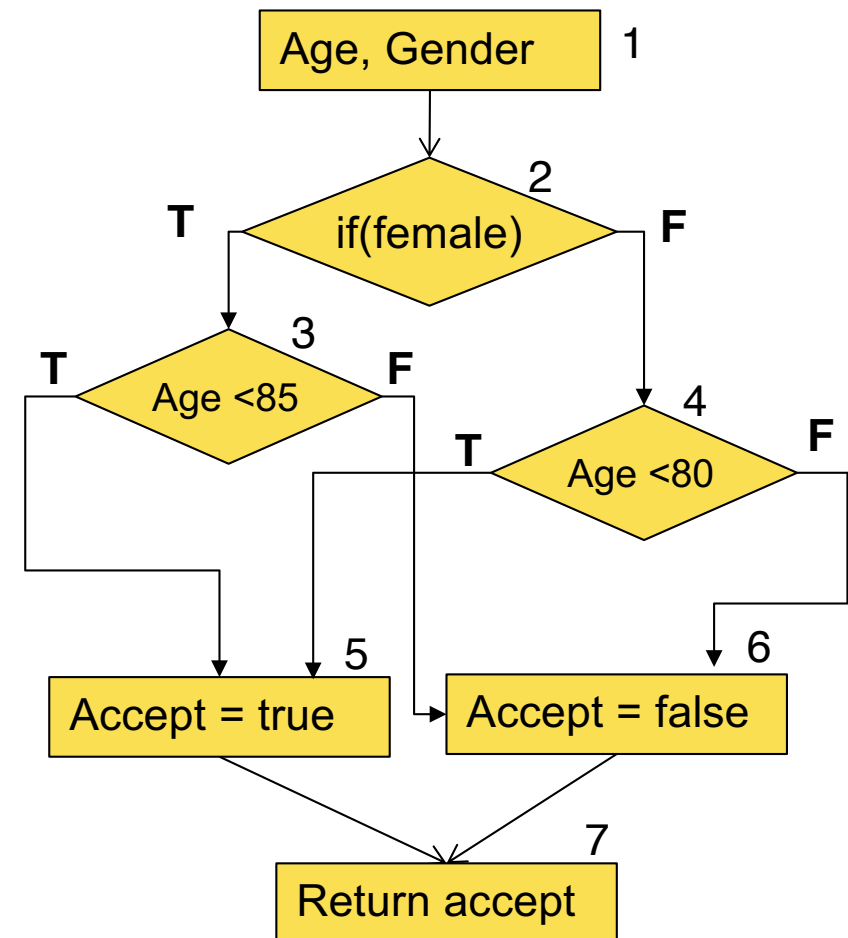 Age, Gender
1
2
if(female)
T
F
3
T
Age <85
F
4
T
Age <80
F
5
Accept = true
6
Accept = false
7
Return accept